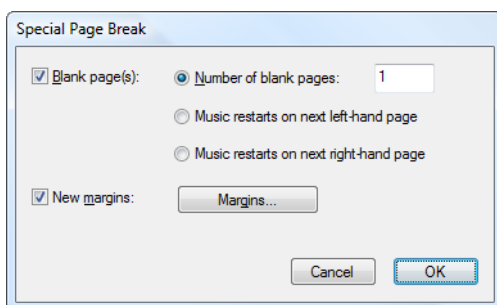 Special Page Break
Blank page(s): Number of blank pages: 1
Music restarts on next left-hand page
Music restarts on next right-hand page
New margins: Margins...
Cancel OK